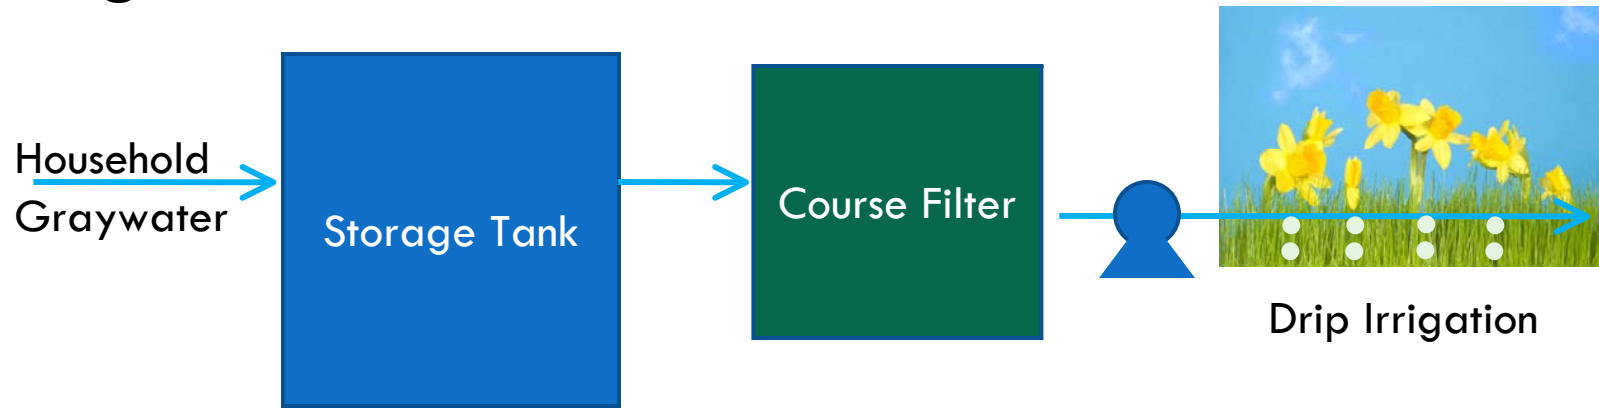 Household
Graywater
Storage Tank
Course Filter
Drip Irrigation